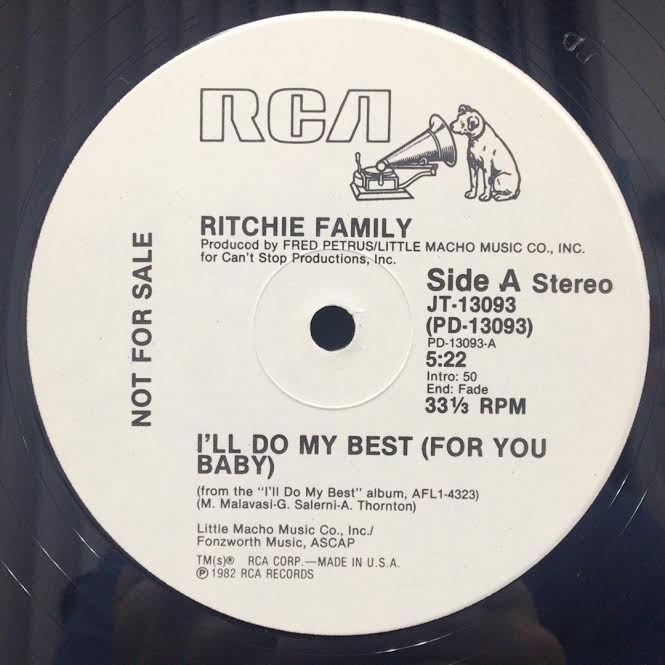 RCA
RITCHIE FAMILY
Produced by FRED PETRUS/LITTLE MACHO MUSIC CO., INC.
for Can't Stop Productions, Inc.
NOT FOR SALE
Side A Stereo
JT-13093
(PD-13093)
PD-13093-A
5:22
Intro: 50
End: Fade
33⅓ RPM
I'LL DO MY BEST (FOR YOU
BABY)
(from the "I'll Do My Best" album, AFL1-4323)
(M. Malavasi-G. Salerni-A. Thornton)
Little Macho Music Co., Inc./
Fonzworth Music, ASCAP
TM(s)® RCA CORP.—MADE IN U.S.A.
℗ 1982 RCA RECORDS